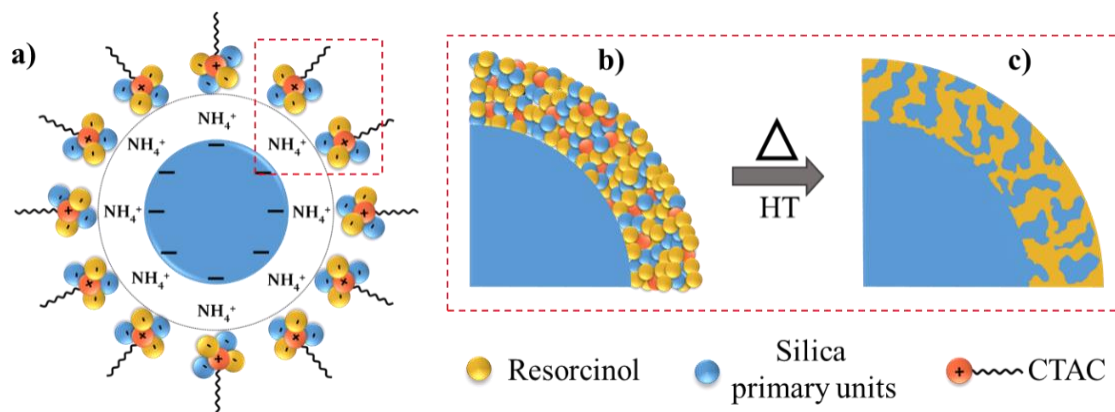 a)
NH₄⁺
NH₄⁺ NH₄⁺
NH₄⁺ NH₄⁺
NH₄⁺ NH₄⁺
NH₄⁺
b)
Δ
HT
c)
Resorcinol
Silica
primary units
CTAC